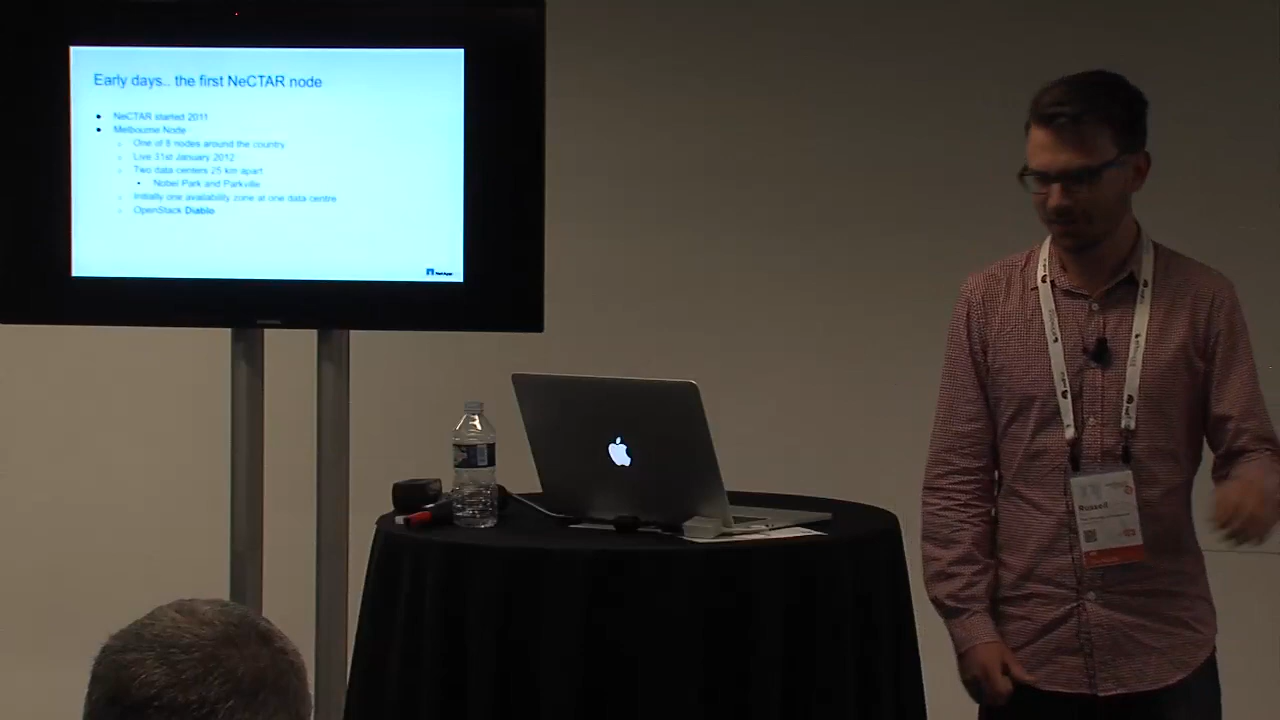 Early days.. the first NeCTAR node
● NeCTAR started 2011
● Melbourne Node
○ One of 8 nodes around the country
○ Live 31st January 2012
○ Two data centers 25 km apart
• Nobel Park and Parkville
○ Initially one availability zone at one data centre
○ OpenStack Diablo
NetApp
Russell